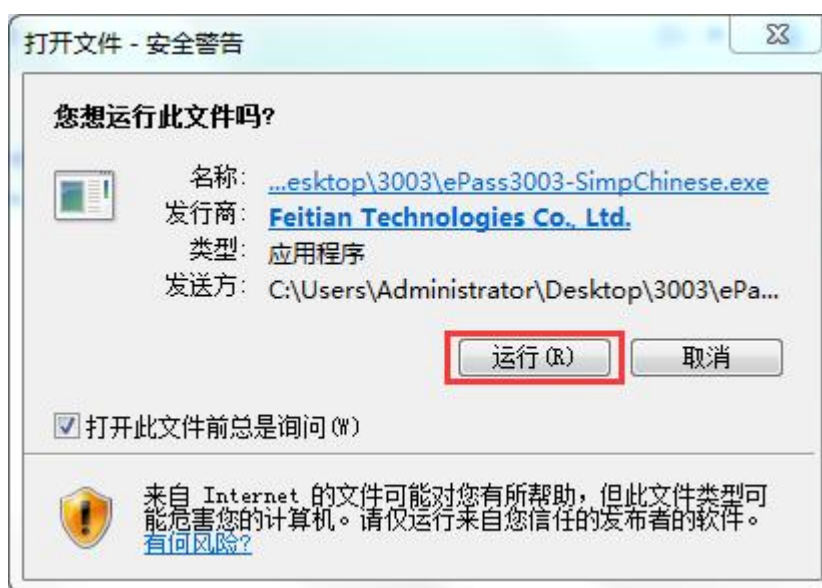 打开文件 - 安全警告
您想运行此文件吗?
名称: ...esktop\3003\ePass3003-SimpChinese.exe
发行商: Feitian Technologies Co., Ltd.
类型: 应用程序
发送方: C:\Users\Administrator\Desktop\3003\ePa...
运行(R) 取消
打开此文件前总是询问(W)
来自 Internet 的文件可能对您有所帮助，但此文件类型可
能危害您的计算机。请仅运行来自您信任的发布者的软件。
有何风险?